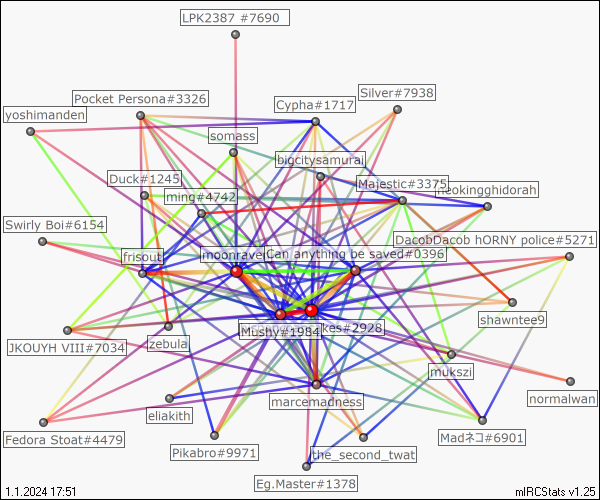 LPK2387 #7690
Silver#7938
Pocket Persona#3326
Cypha#1717
yoshimanden
somass
bigcitysamurai
Duck#1245
Majestic#3375
neokingghidorah
ming#4742
Swirly Boi#6154
DacobDacob hORNY police#5271
frisout
moonrave
Can anything be saved#0396
shawntee9
Mushy#1984
kes#2928
JKOUYH VIII#7034
Zebula
mukszi
normalwan
marcemadness
eliakith
Fedora Stoat#4479
Madネコ#6901
Pikabro#9971
the_second_twat
Eg.Master#1378
1.1.2024 17:51
mIRCStats v1.25